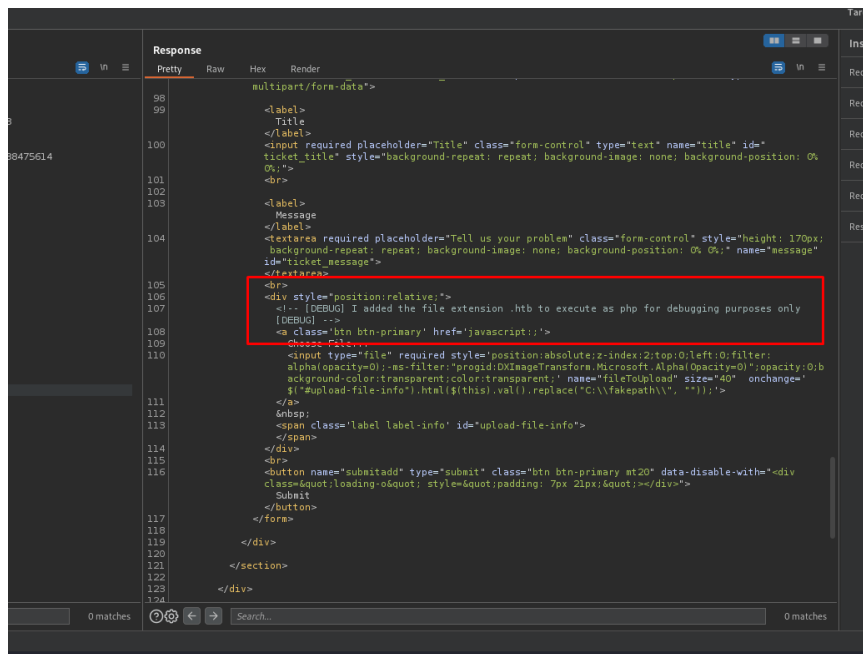 Tar
Response
Ins
\n
Pretty Raw Hex Render
\n
Rec
multipart/form-data">
98
99 <label>
Rec
Title
3
</label>
100 <input required placeholder="Title" class="form-control" type="text" name="title" id="
Rec
38475614
ticket_title" style="background-repeat: repeat; background-image: none; background-position: 0%
Rec
0%;">
101 <br>
102
Rec
103 <label>
Message
Res
</label>
104 <textarea required placeholder="Tell us your problem" class="form-control" style="height: 170px;
background-repeat: repeat; background-image: none; background-position: 0% 0%;" name="message"
id="ticket_message">
</textarea>
105 <br>
106 <div style="position:relative;">
107 <!-- [DEBUG] I added the file extension .htb to execute as php for debugging purposes only
[DEBUG] -->
108 <a class='btn btn-primary' href='javascript:;'>
109 Choose File...
110 <input type="file" required style='position:absolute;z-index:2;top:0;left:0;filter:
alpha(opacity=0);-ms-filter:"progid:DXImageTransform.Microsoft.Alpha(Opacity=0)";opacity:0;b
ackground-color:transparent;color:transparent;' name="fileToUpload" size="40" onchange='
$("#upload-file-info").html($(this).val().replace("C:\\fakepath\\", ""));'>
111 </a>
112 &nbsp;
113 <span class='label label-info' id="upload-file-info">
</span>
114 </div>
115 <br>
116 <button name="submitadd" type="submit" class="btn btn-primary mt20" data-disable-with="<div
class=&quot;loading-o&quot; style=&quot;padding: 7px 21px;&quot;></div>">
Submit
</button>
117 </form>
118
119 </div>
120
121 </section>
122
123 </div>
124
0 matches
Search...
0 matches